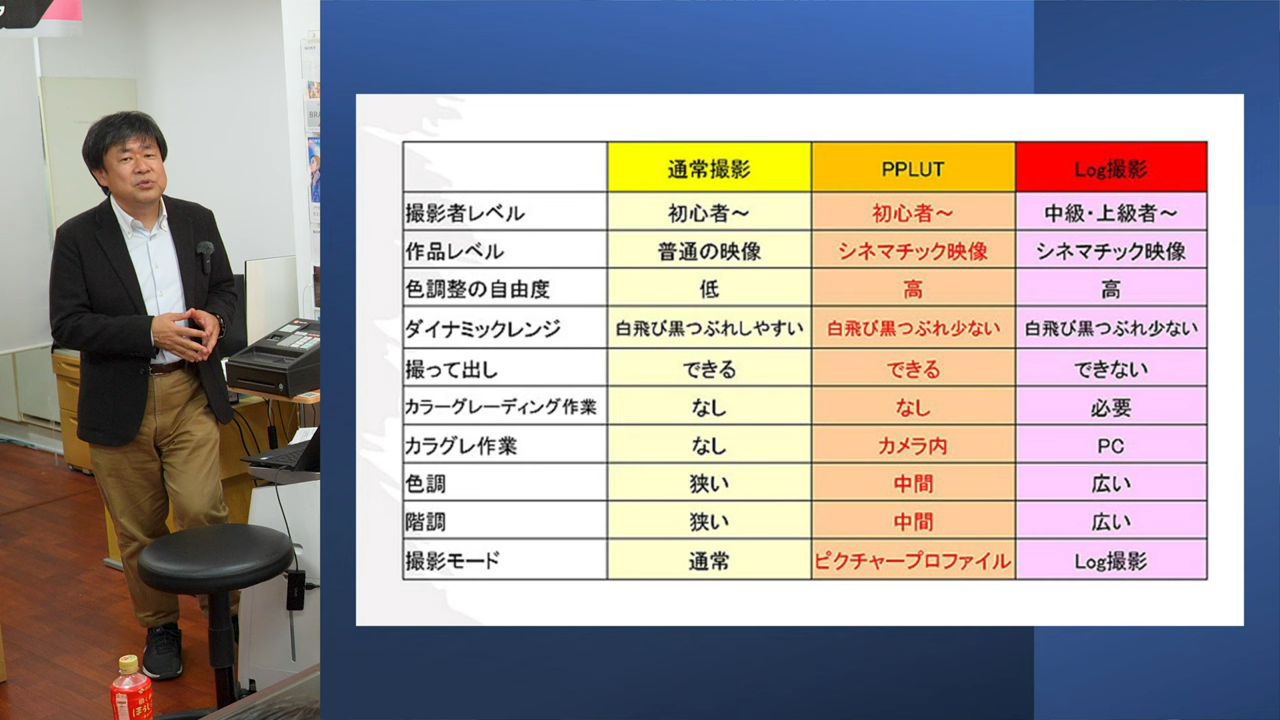 通常撮影 PPLUT Log撮影
撮影者レベル 初心者～ 初心者～ 中級・上級者～
作品レベル 普通の映像 シネマチック映像 シネマチック映像
色調整の自由度 低 高 高
ダイナミックレンジ 白飛び黒つぶれしやすい 白飛び黒つぶれ少ない 白飛び黒つぶれ少ない
撮って出し できる できる できない
カラーグレーディング作業 なし なし 必要
カラグレ作業 なし カメラ内 PC
色調 狭い 中間 広い
階調 狭い 中間 広い
撮影モード 通常 ピクチャープロファイル Log撮影